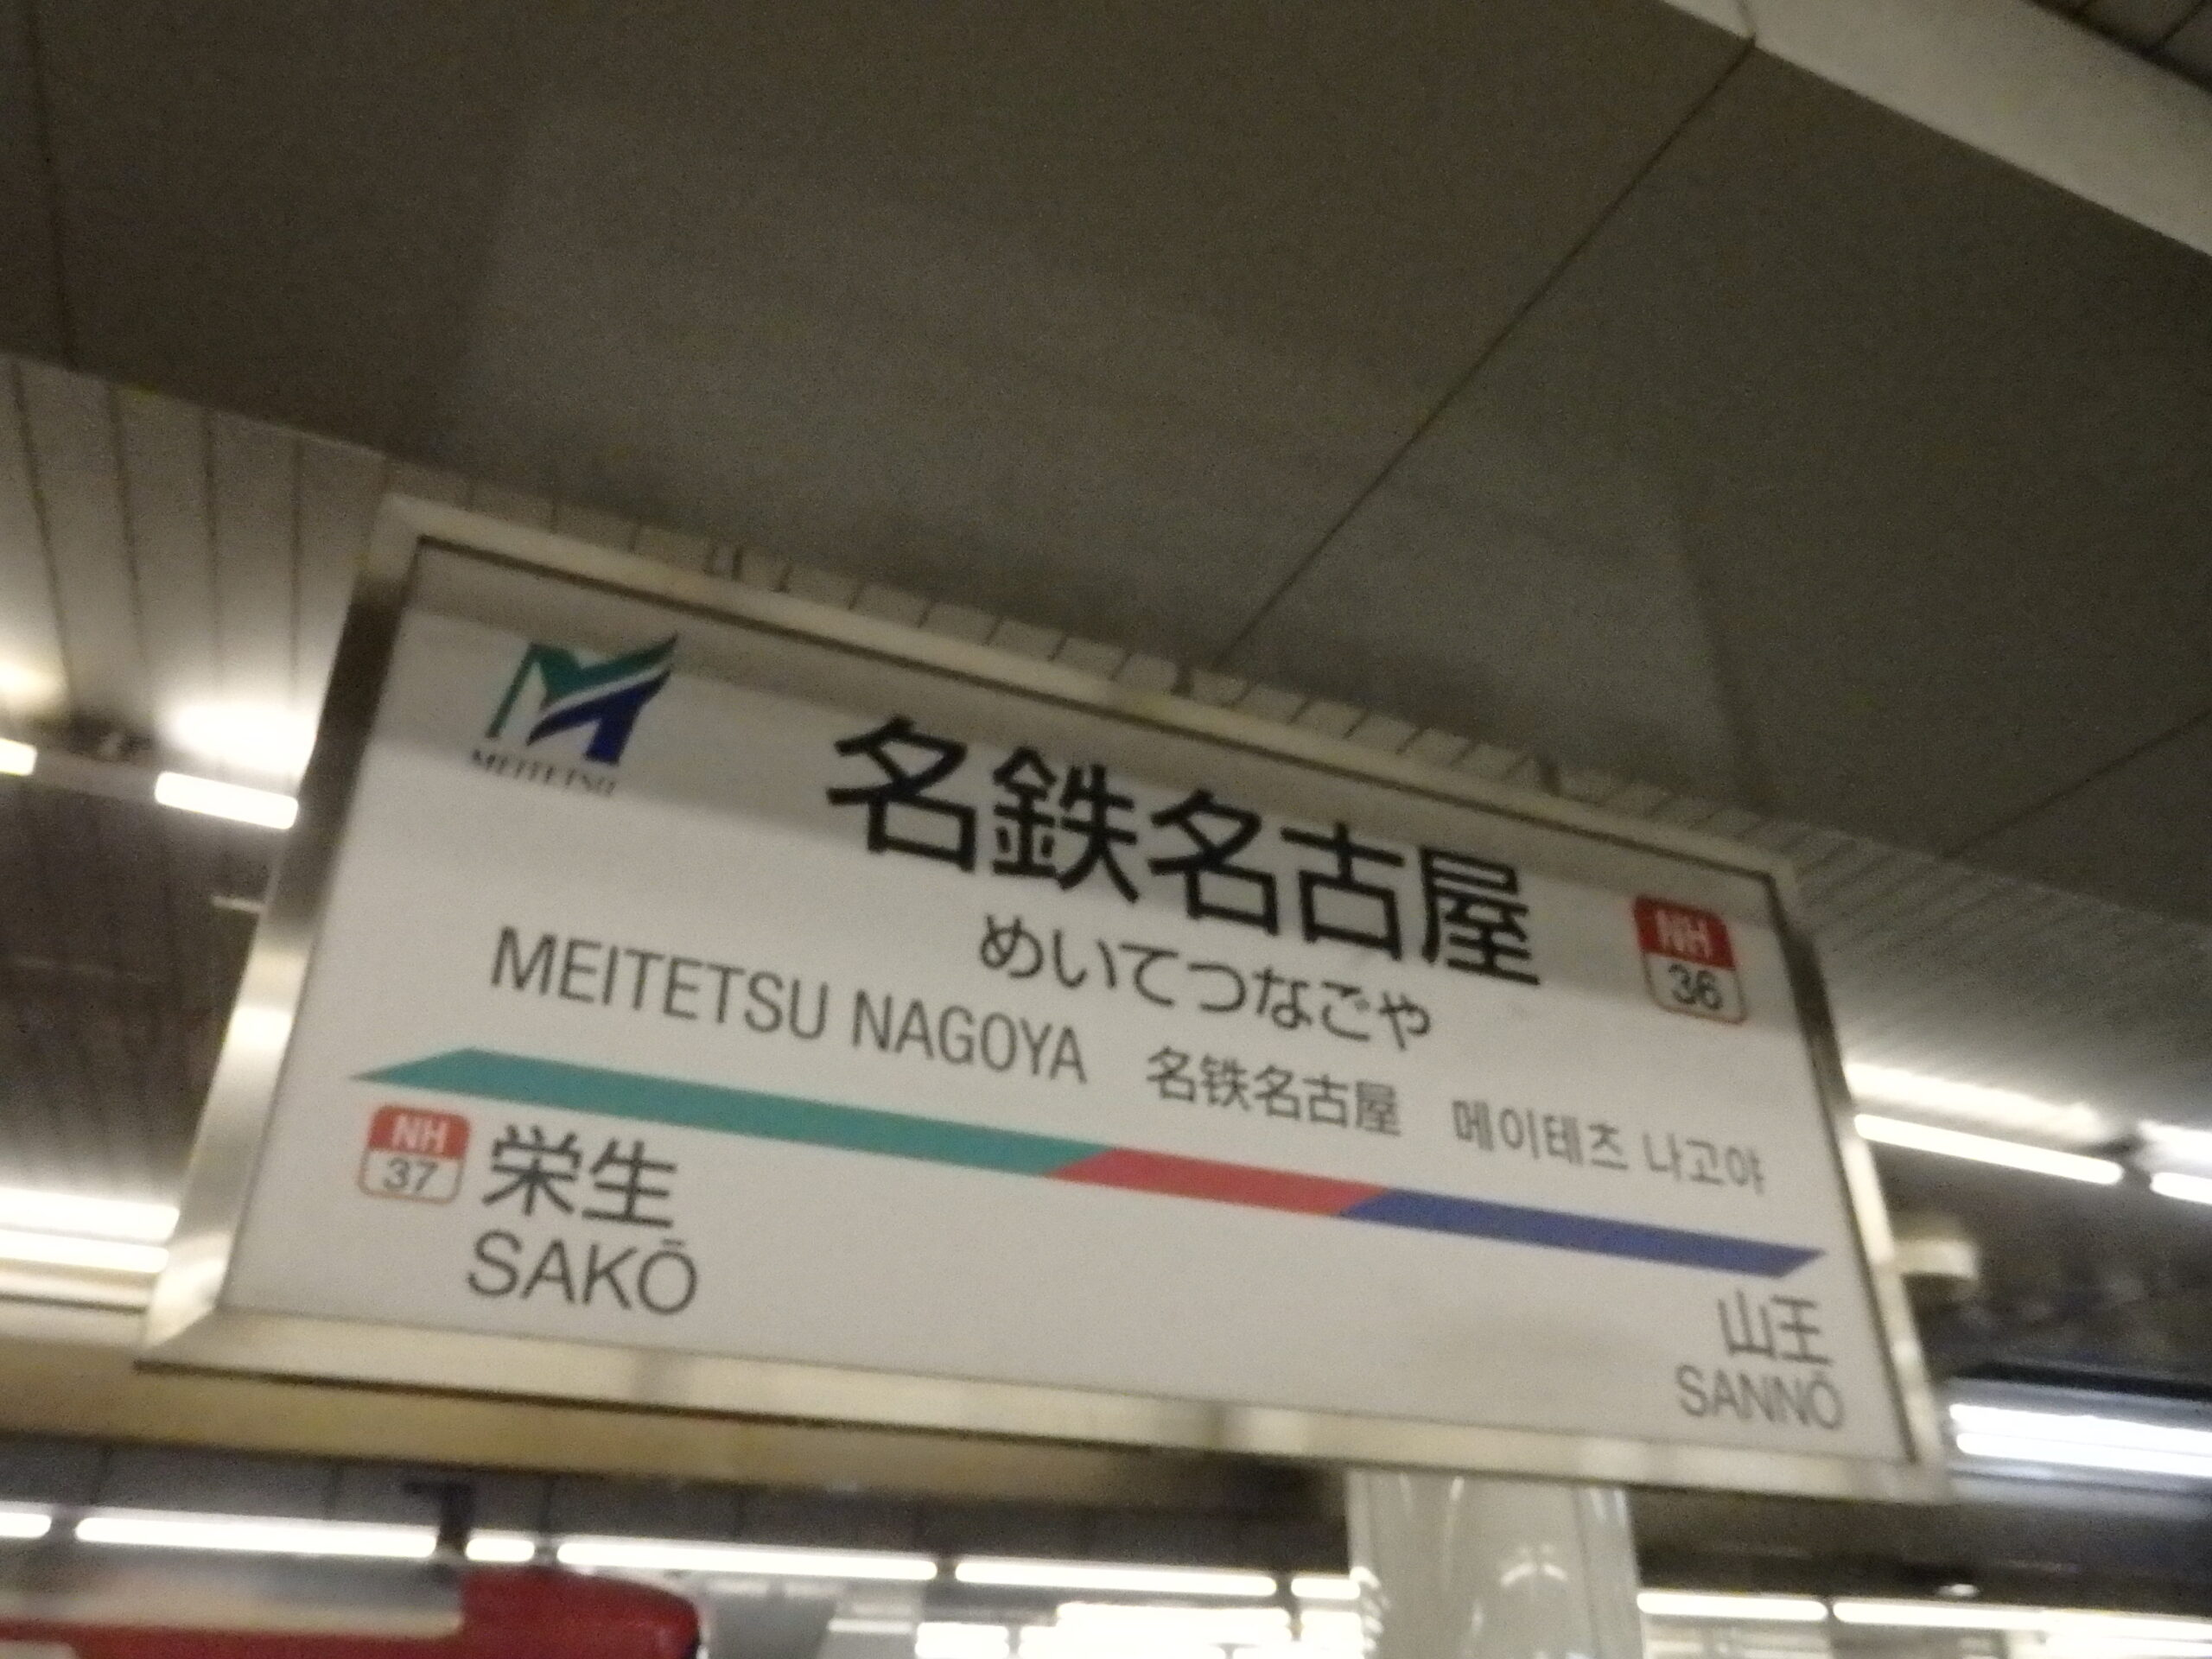 MEITETSU
名鉄名古屋
NH
36
めいてつなごや
MEITETSU NAGOYA 名铁名古屋 메이테츠 나고야
NH
37
栄生
SAKŌ
山王
SANNŌ